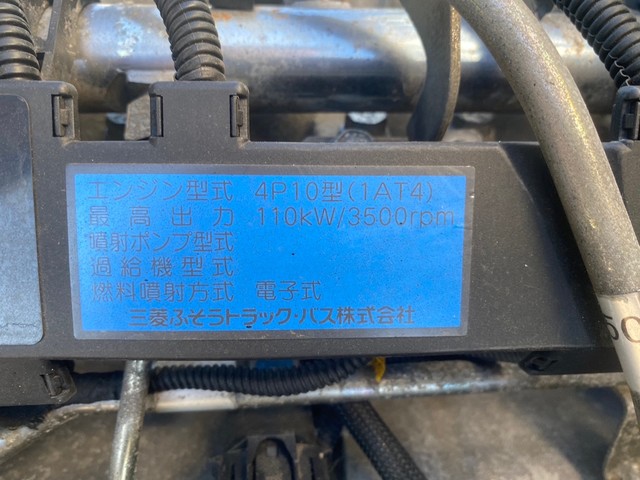 エンジン型式 4P10型(1AT4)
最高出力 110kW/3500rpm
噴射ポンプ型式
過給機型式
燃料噴射方式 電子式
三菱ふそうトラック・バス株式会社